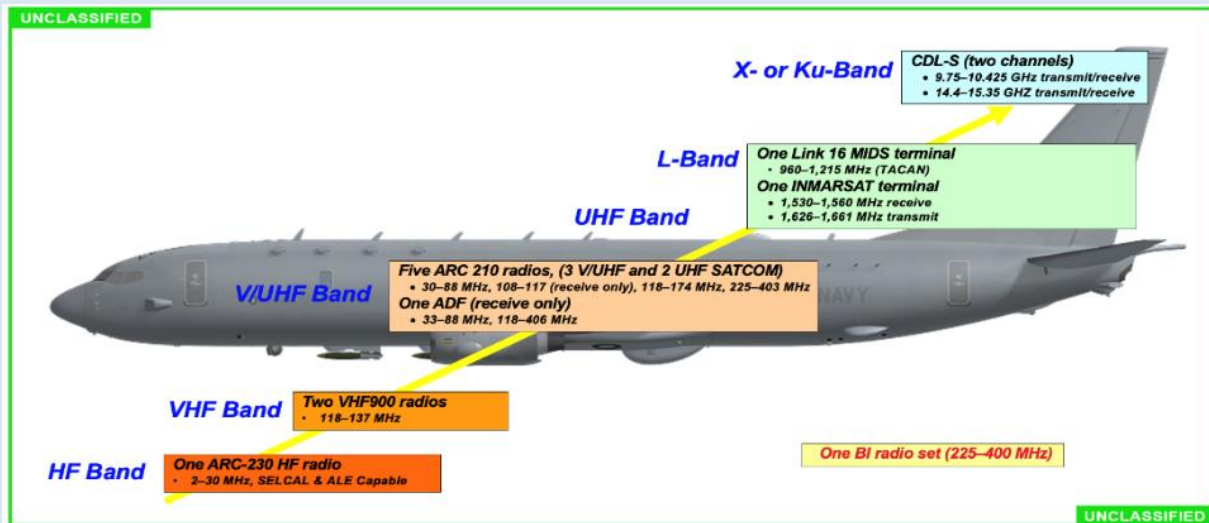 UNCLASSIFIED
X- or Ku-Band
CDL-S (two channels)
• 9.75–10.425 GHz transmit/receive
• 14.4–15.35 GHZ transmit/receive
L-Band
One Link 16 MIDS terminal
• 960–1,215 MHz (TACAN)
One INMARSAT terminal
• 1,530–1,560 MHz receive
• 1,626–1,661 MHz transmit
UHF Band
V/UHF Band
Five ARC 210 radios, (3 V/UHF and 2 UHF SATCOM)
• 30–88 MHz, 108–117 (receive only), 118–174 MHz, 225–403 MHz
One ADF (receive only)
• 33–88 MHz, 118–406 MHz
NAVY
VHF Band
Two VHF900 radios
• 118–137 MHz
HF Band
One ARC-230 HF radio
• 2–30 MHz, SELCAL & ALE Capable
One BI radio set (225–400 MHz)
UNCLASSIFIED